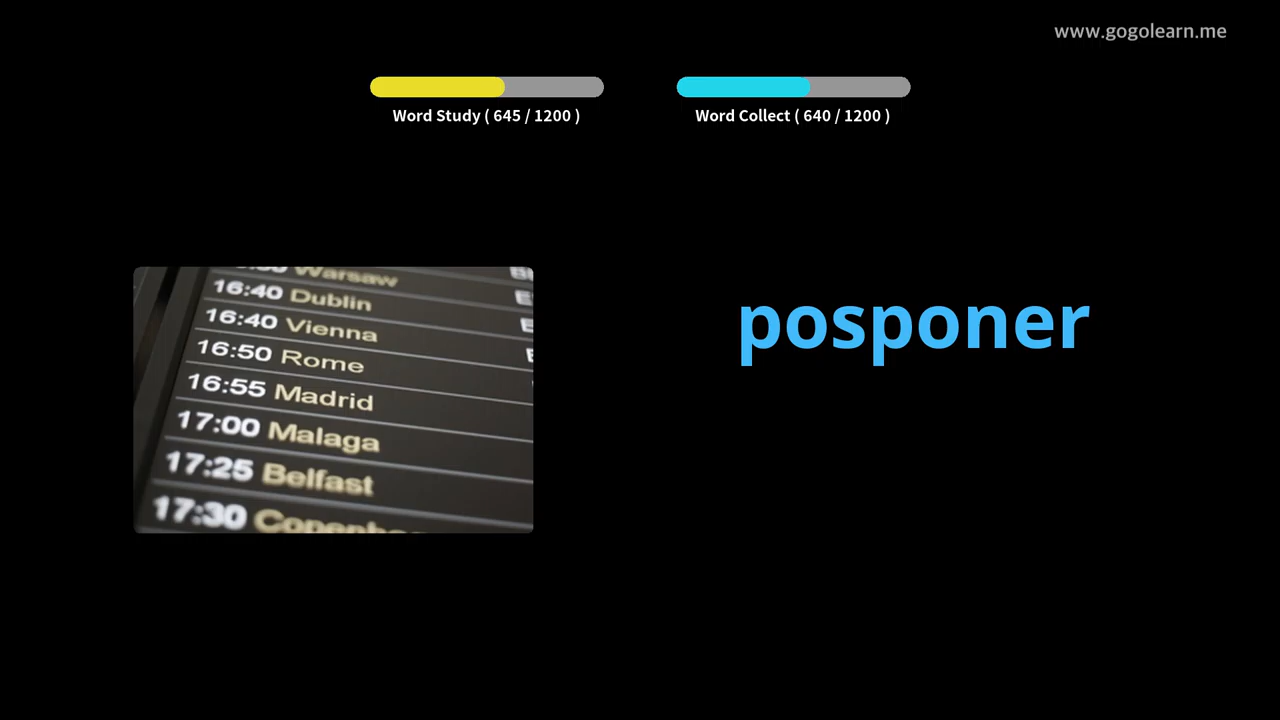 www.gogolearn.me
Word Study ( 645 / 1200 )
Word Collect ( 640 / 1200 )
Warsaw
16:40 Dublin
16:40 Vienna
16:50 Rome
16:55 Madrid
17:00 Malaga
17:25 Belfast
17:30
posponer